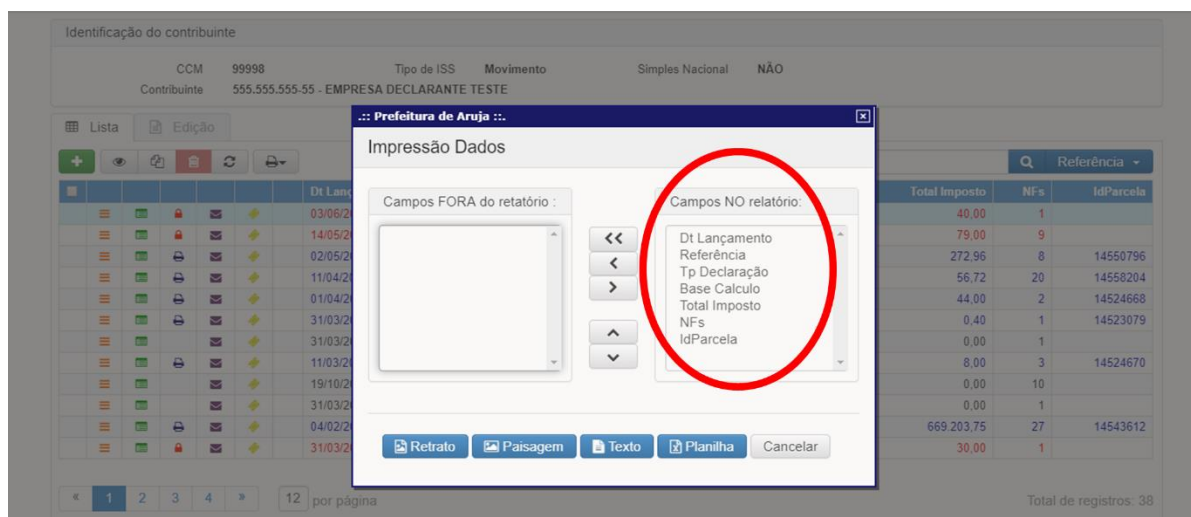 Identificação do contribuinte
CCM 99998 Tipo de ISS Movimento Simples Nacional NÃO
Contribuinte 555.555.555-55 - EMPRESA DECLARANTE TESTE
Lista Edição
.:: Prefeitura de Aruja ::.
Impressão Dados
Referência
Campos FORA do relatório :
Campos NO relatório:
Dt Lançamento
Referência
Tp Declaração
Base Calculo
Total Imposto
NFs
IdParcela
Retrato Paisagem Texto Planilha Cancelar
Dt Lanç Total Imposto NFs IdParcela
03/06/2 40,00 1
14/05/2 79,00 9
02/05/2 272,96 8 14550796
11/04/2 56,72 20 14558204
01/04/2 44,00 2 14524668
31/03/2 0,40 1 14523079
31/03/2 0,00 1
11/03/2 8,00 3 14524670
19/10/2 0,00 10
31/03/2 0,00 1
04/02/2 669.203,75 27 14543612
31/03/2 30,00 1
« 1 2 3 4 » 12 por página Total de registros: 38